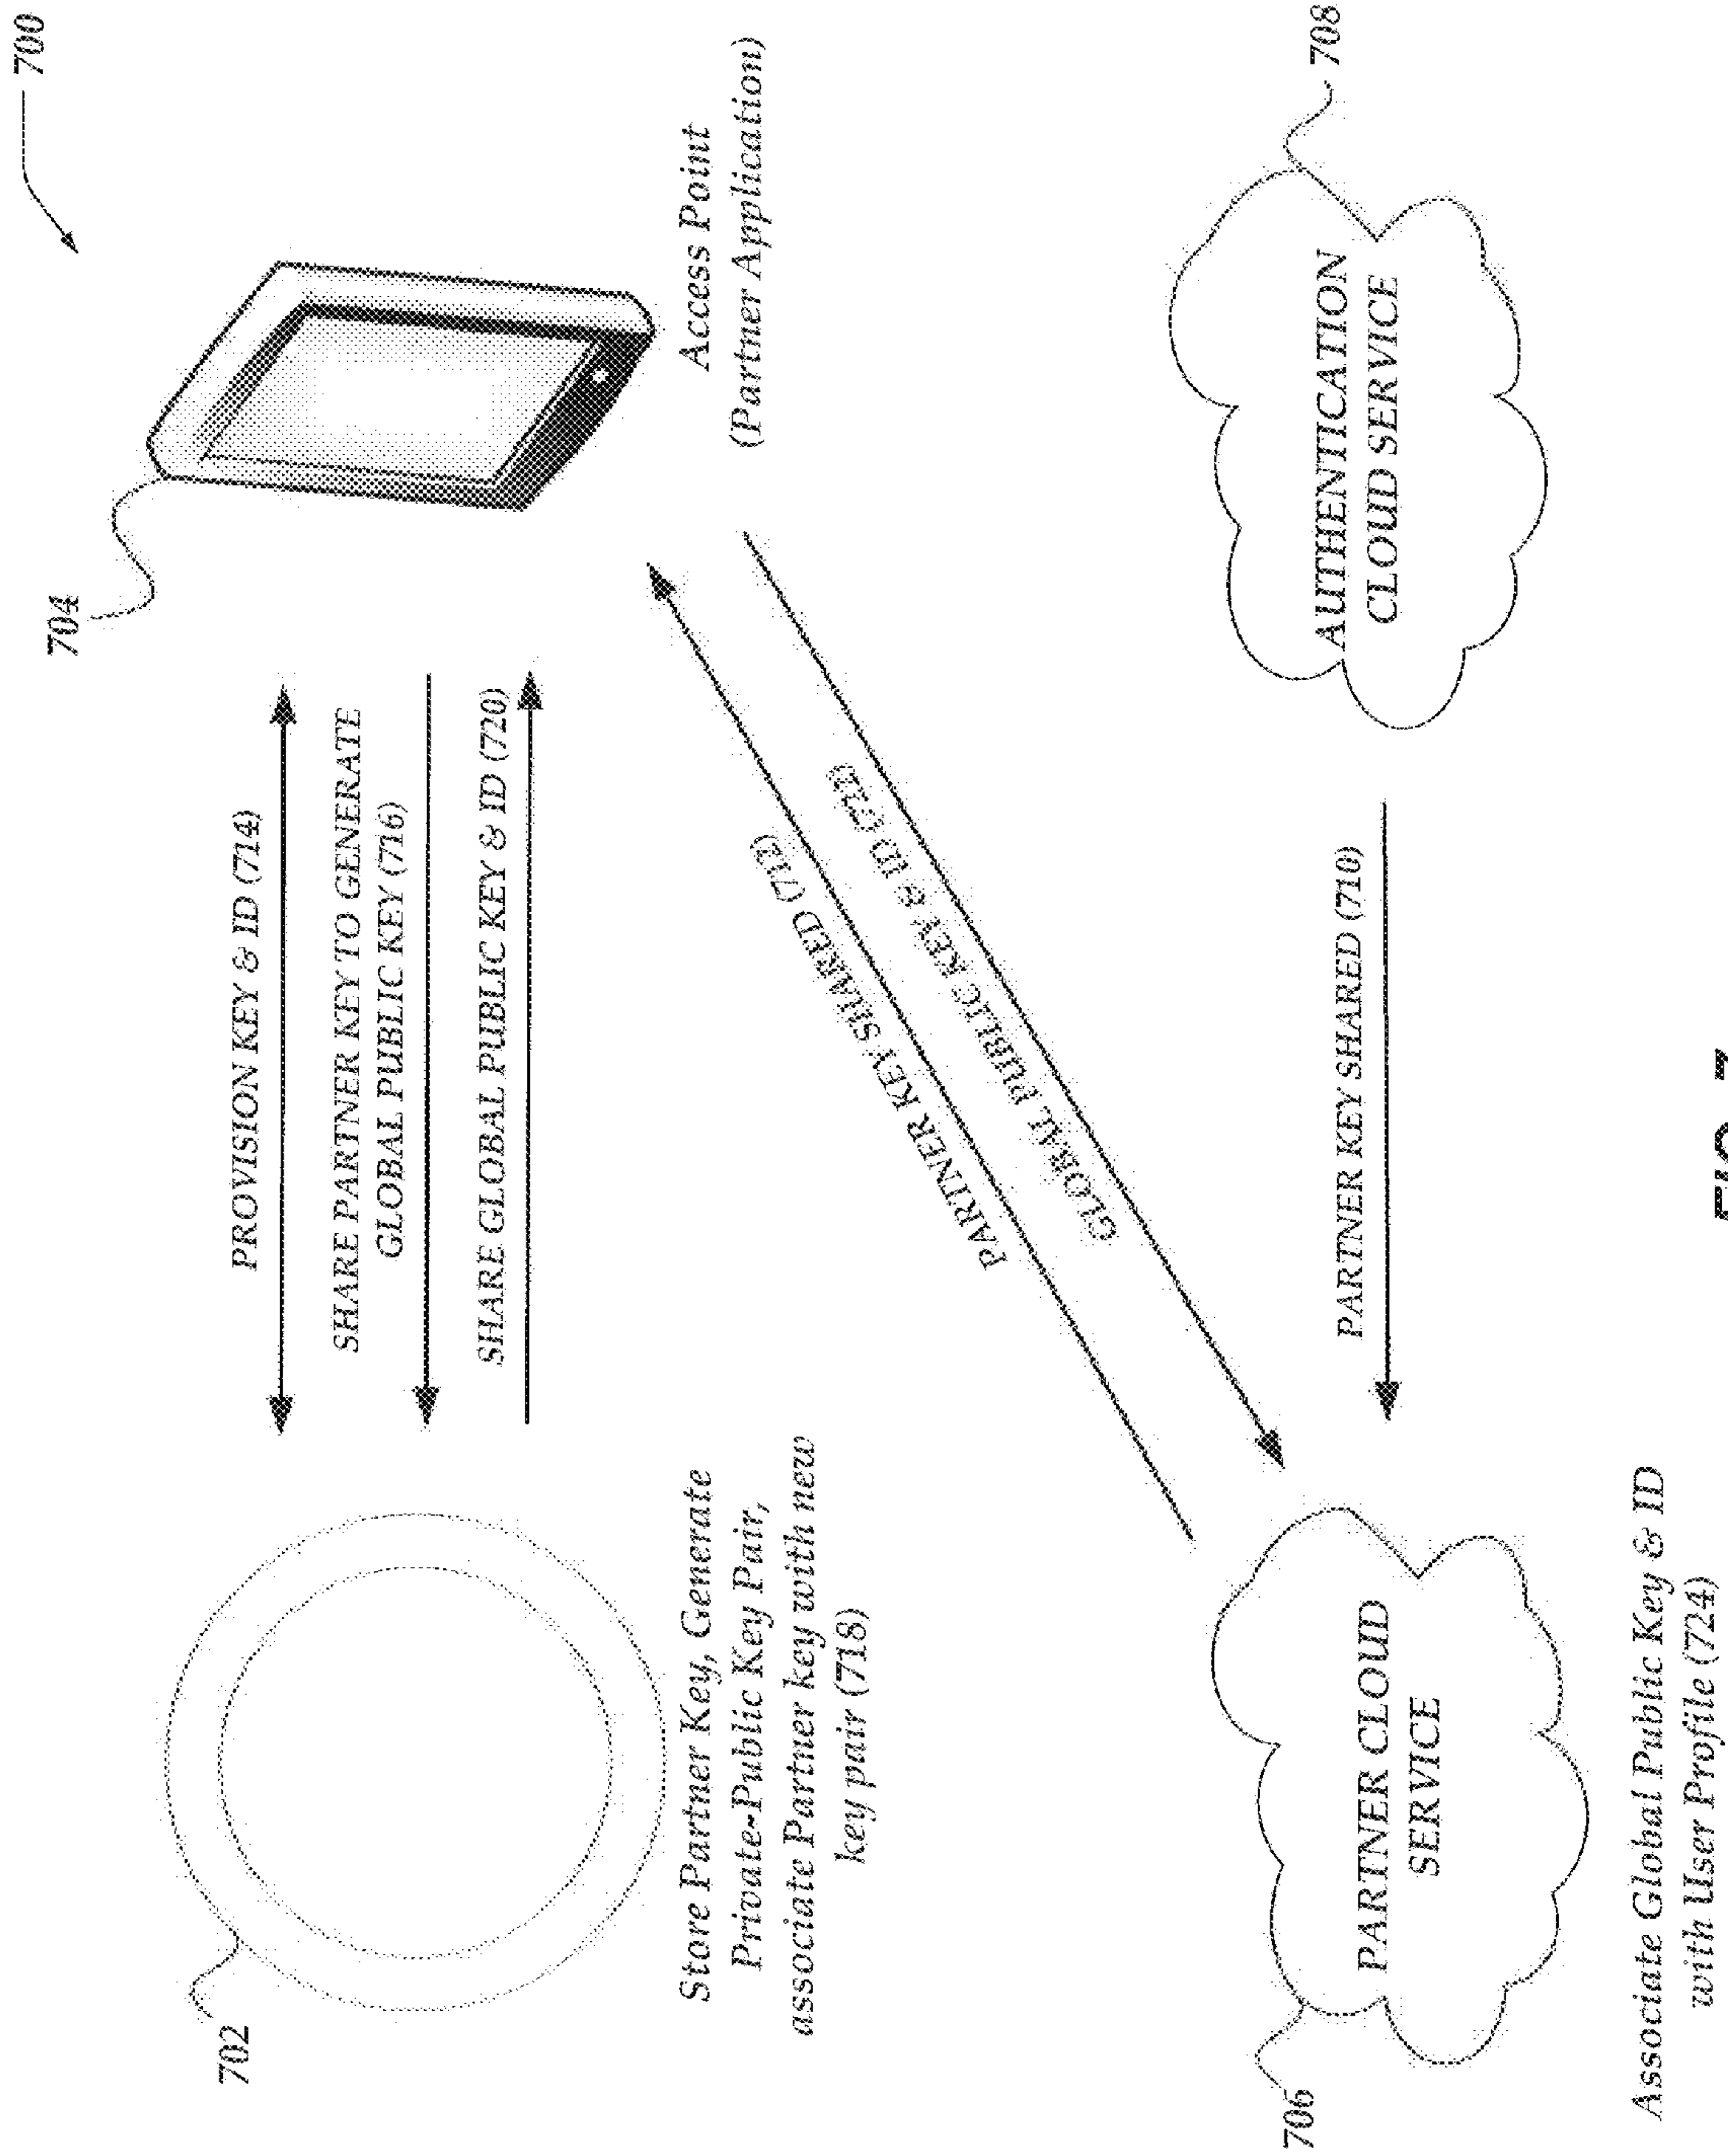 700
704
702
PROVISION KEY & ID (714)
SHARE PARTNER KEY TO GENERATE
GLOBAL PUBLIC KEY (716)
SHARE GLOBAL PUBLIC KEY & ID (720)
Store Partner Key, Generate
Private-Public Key Pair,
associate Partner key with new
key pair (718)
Access Point
(Partner Application)
PARTNER KEY SHARED (712)
GLOBAL PUBLIC KEY & ID
706
708
PARTNER CLOUD
SERVICE
PARTNER KEY SHARED (710)
AUTHENTICATION
CLOUD SERVICE
Associate Global Public Key & ID
with User Profile (724)